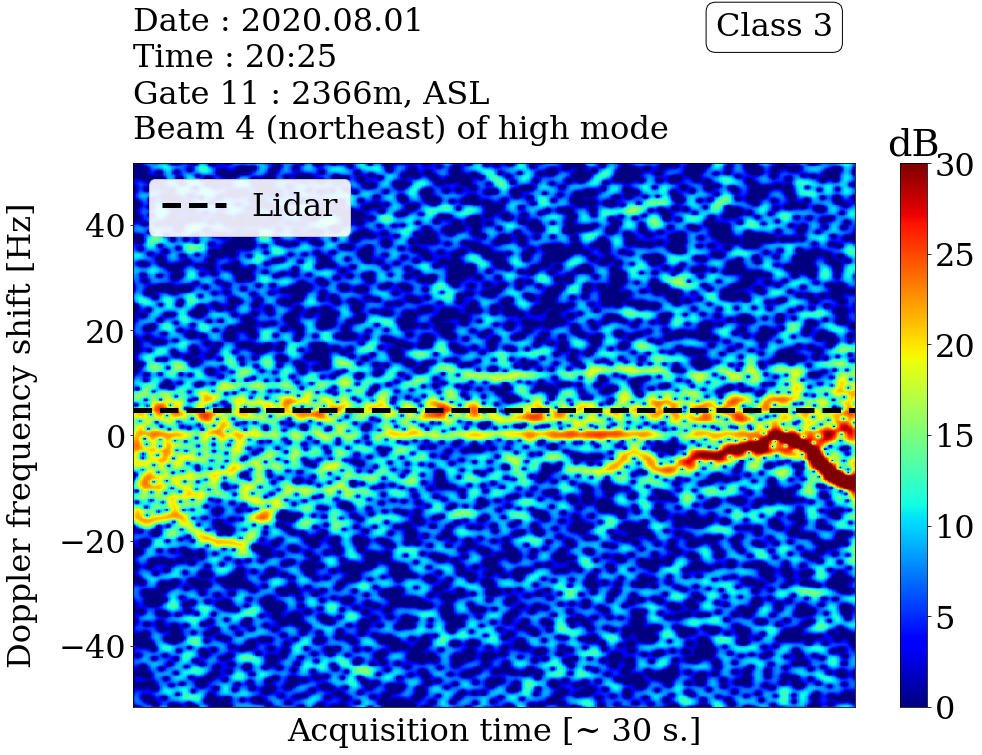 Date : 2020.08.01
Time : 20:25
Gate 11 : 2366m, ASL
Beam 4 (northeast) of high mode
Class 3
dB
Lidar
Doppler frequency shift [Hz]
40
20
0
−20
−40
30
25
20
15
10
5
0
Acquisition time [~ 30 s.]